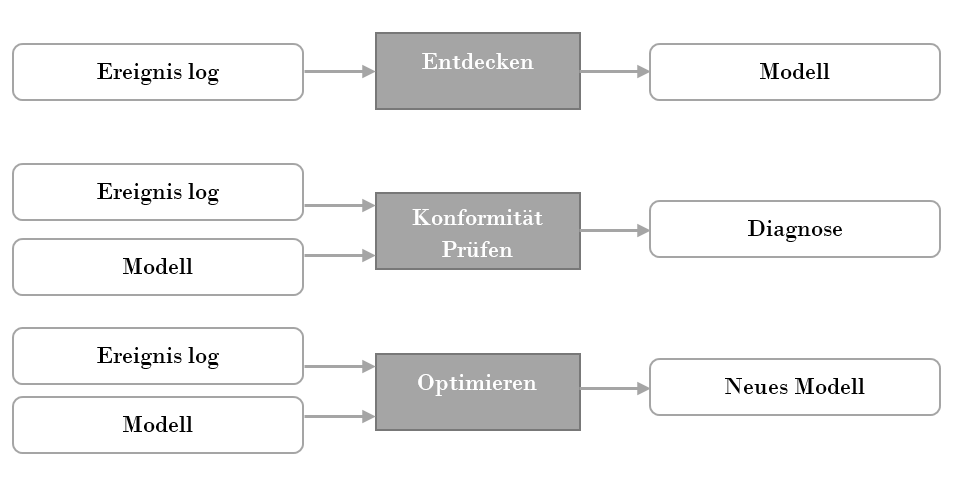 Ereignis log
Entdecken
Modell
Ereignis log
Modell
Konformität
Prüfen
Diagnose
Ereignis log
Modell
Optimieren
Neues Modell